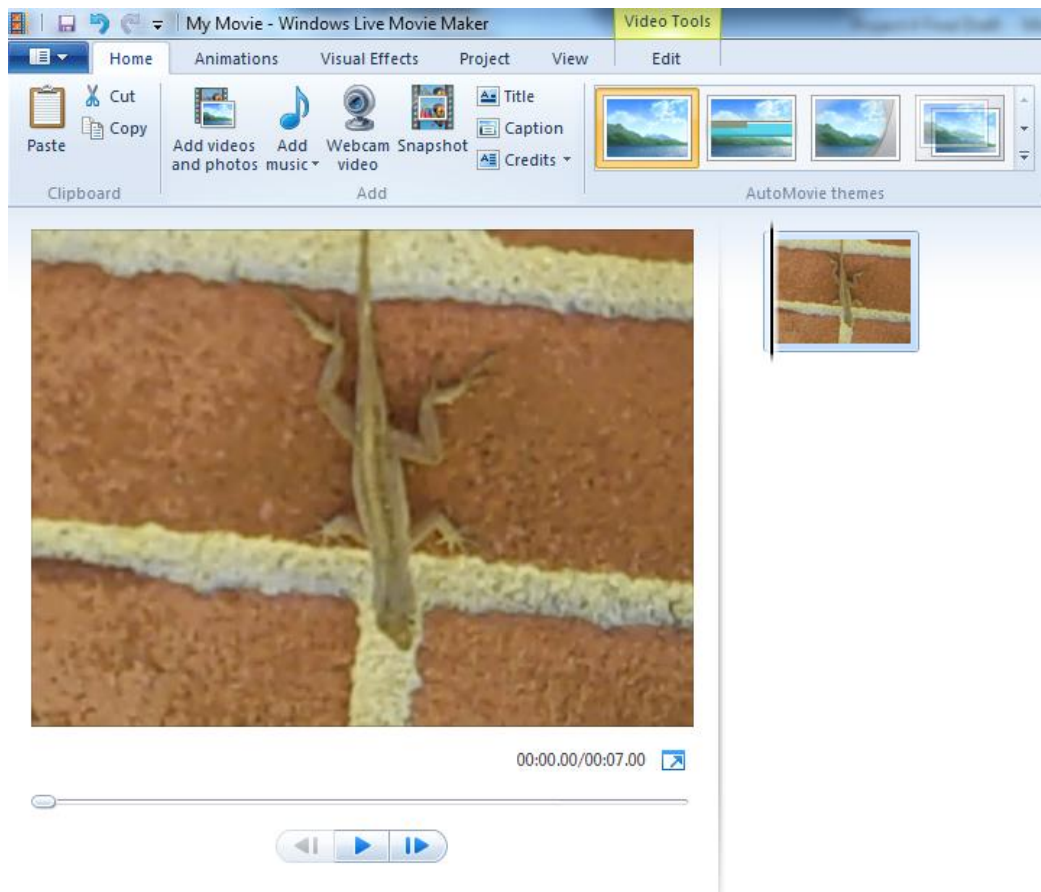 My Movie - Windows Live Movie Maker
Video Tools
Home Animations Visual Effects Project View Edit
Paste
Cut
Copy
Clipboard
Add videos and photos
Add music
Webcam video
Snapshot
Title
Caption
Credits
Add
AutoMovie themes
00:00.00/00:07.00